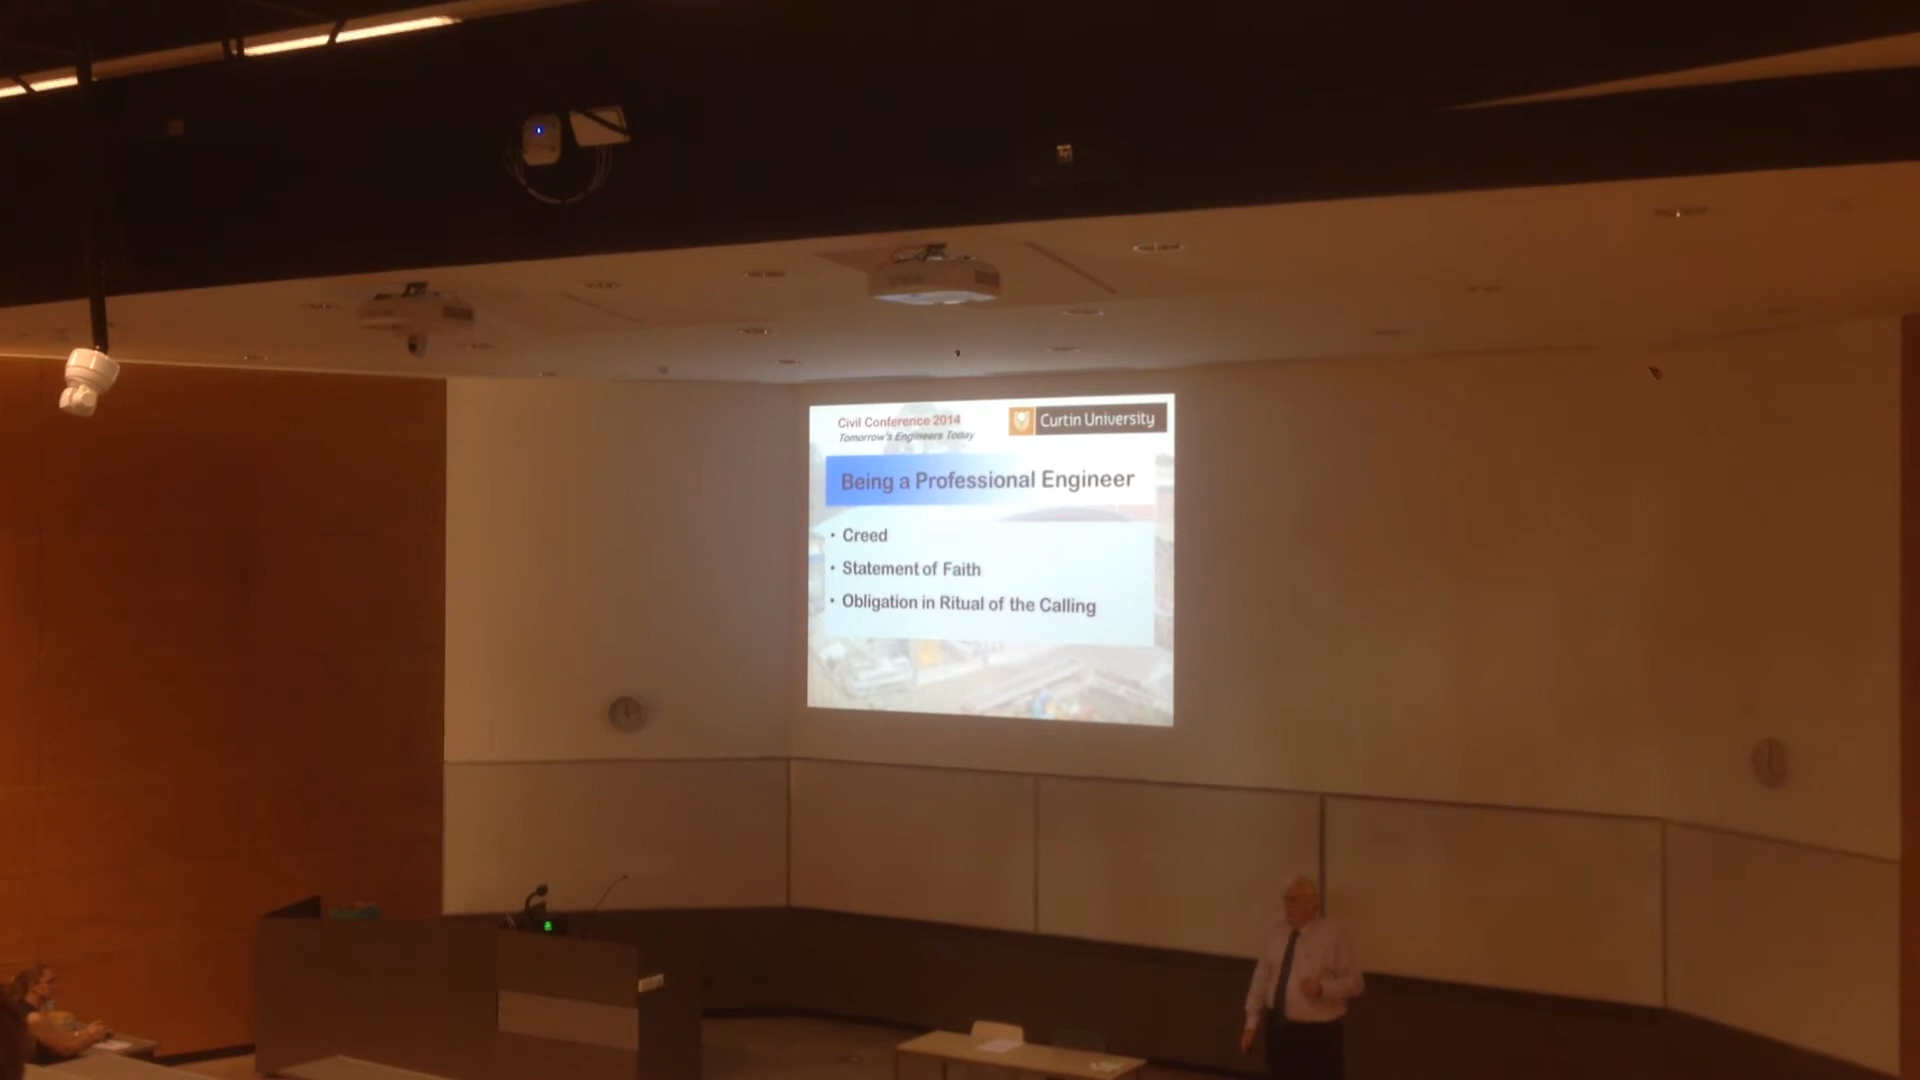 Civil Conference 2014
Tomorrow's Engineers Today
Curtin University
Being a Professional Engineer
• Creed
• Statement of Faith
• Obligation in Ritual of the Calling